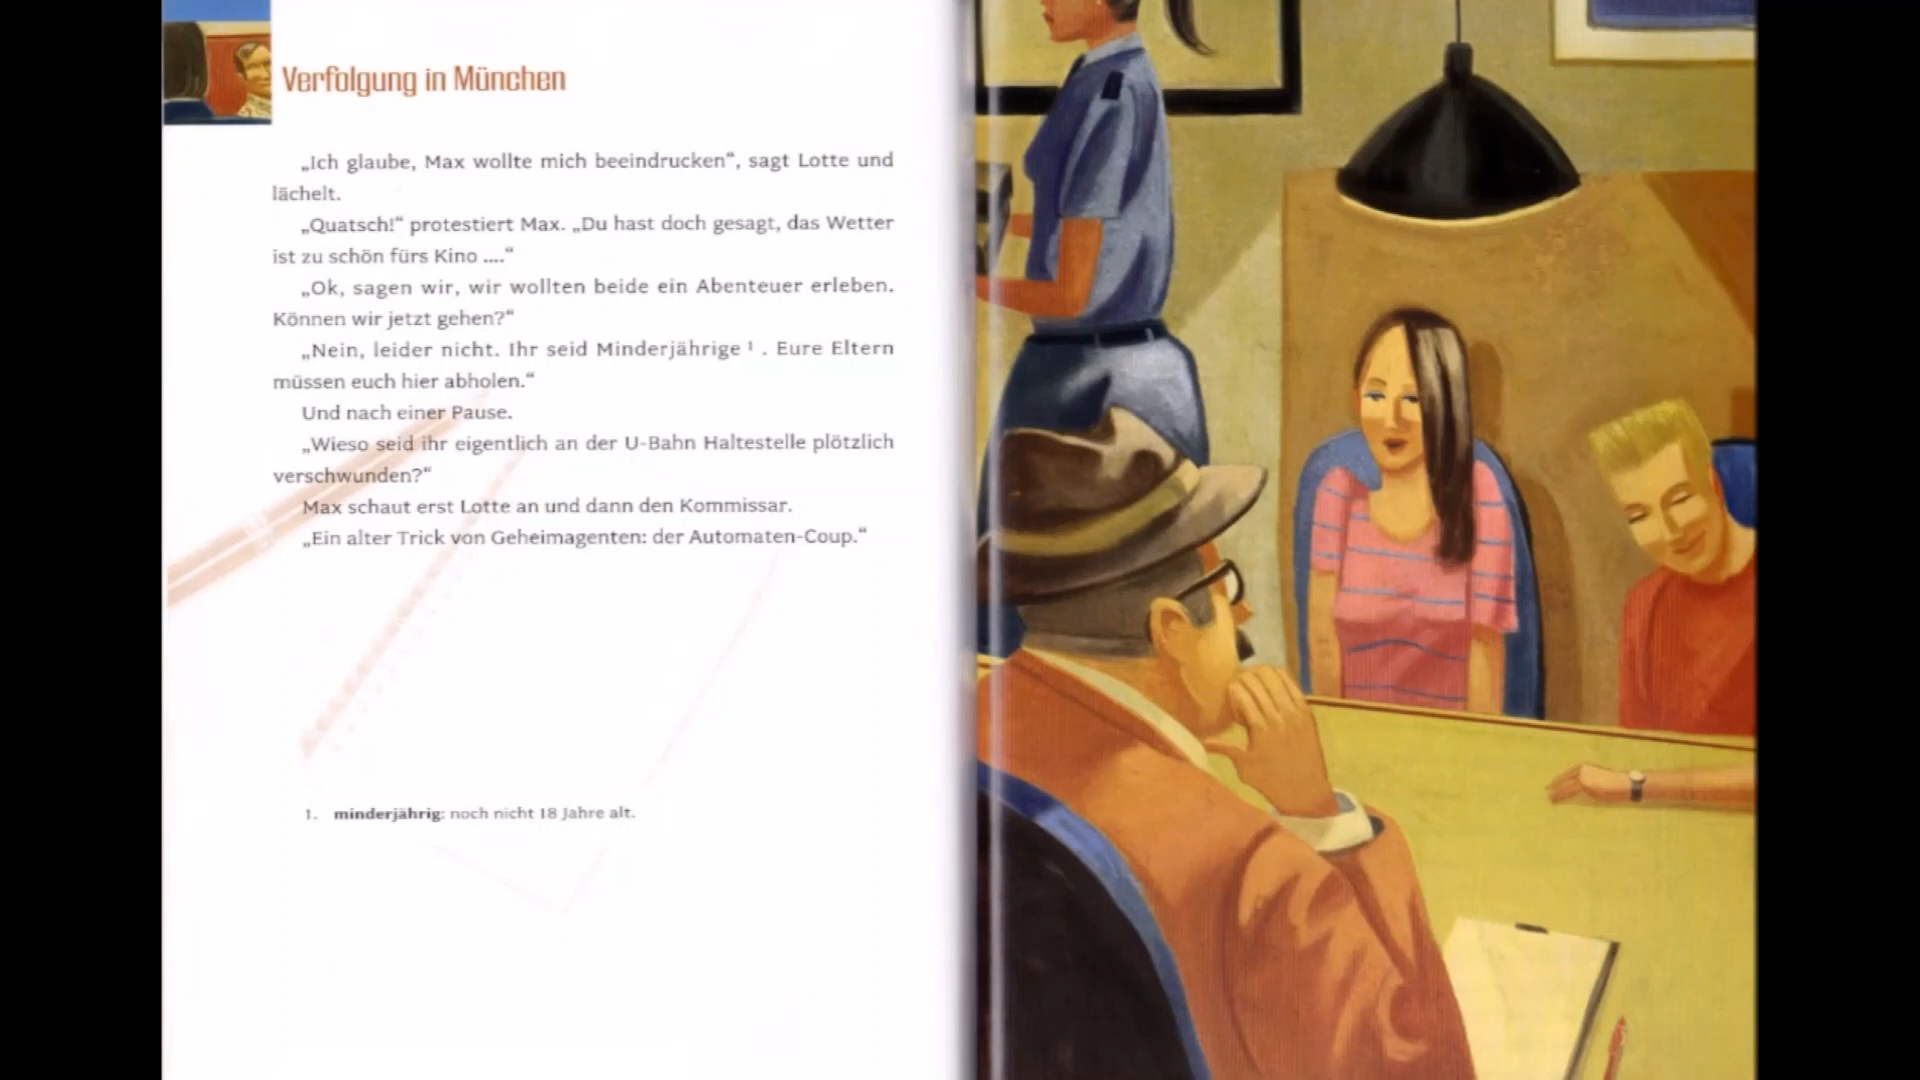 Verfolgung in München
„Ich glaube, Max wollte mich beeindrucken“, sagt Lotte und
lächelt.
„Quatsch!“ protestiert Max. „Du hast doch gesagt, das Wetter
ist zu schön fürs Kino ....“
„Ok, sagen wir, wir wollten beide ein Abenteuer erleben.
Können wir jetzt gehen?“
„Nein, leider nicht. Ihr seid Minderjährige ¹ . Eure Eltern
müssen euch hier abholen.“
Und nach einer Pause.
„Wieso seid ihr eigentlich an der U-Bahn Haltestelle plötzlich
verschwunden?“
Max schaut erst Lotte an und dann den Kommissar.
„Ein alter Trick von Geheimagenten: der Automaten-Coup.“
1. minderjährig: noch nicht 18 Jahre alt.